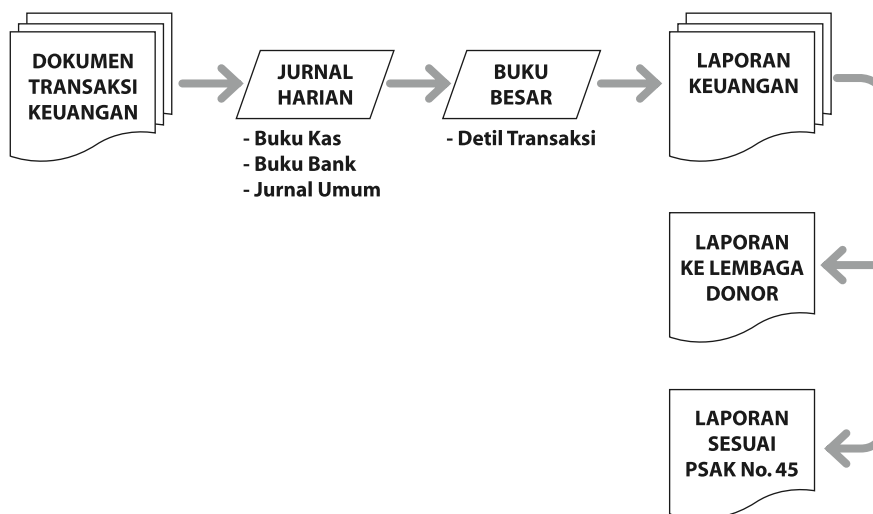 DOKUMEN
TRANSAKSI
KEUANGAN
JURNAL
HARIAN
- Buku Kas
- Buku Bank
- Jurnal Umum
BUKU
BESAR
- Detil Transaksi
LAPORAN
KEUANGAN
LAPORAN
KE LEMBAGA
DONOR
LAPORAN
SESUAI
PSAK No. 45